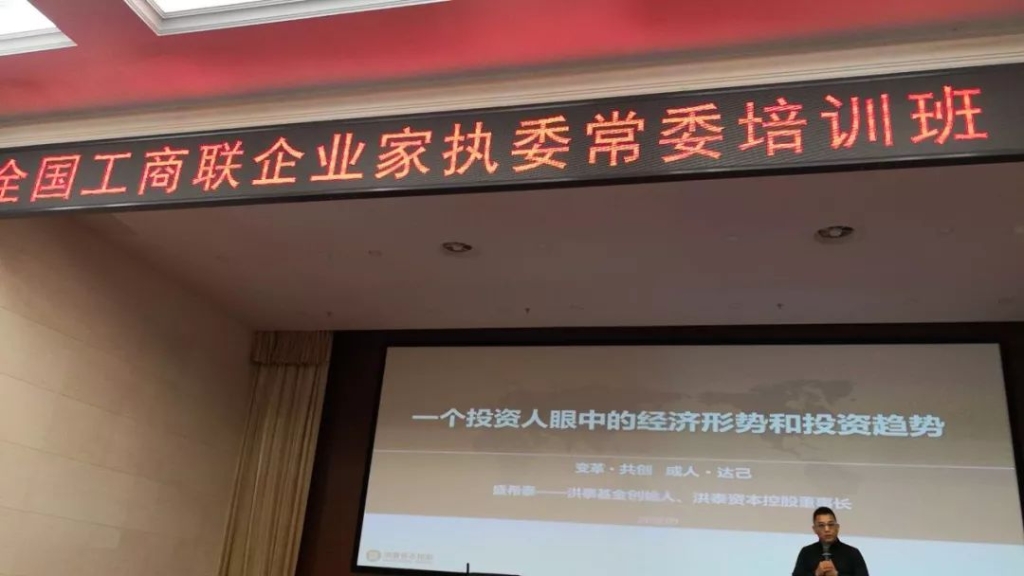 全国工商联企业家执委常委培训班
一个投资人眼中的经济形势和投资趋势
变革·共创 成人·达己
盛希泰——洪泰基金创始人、洪泰资本控股董事长